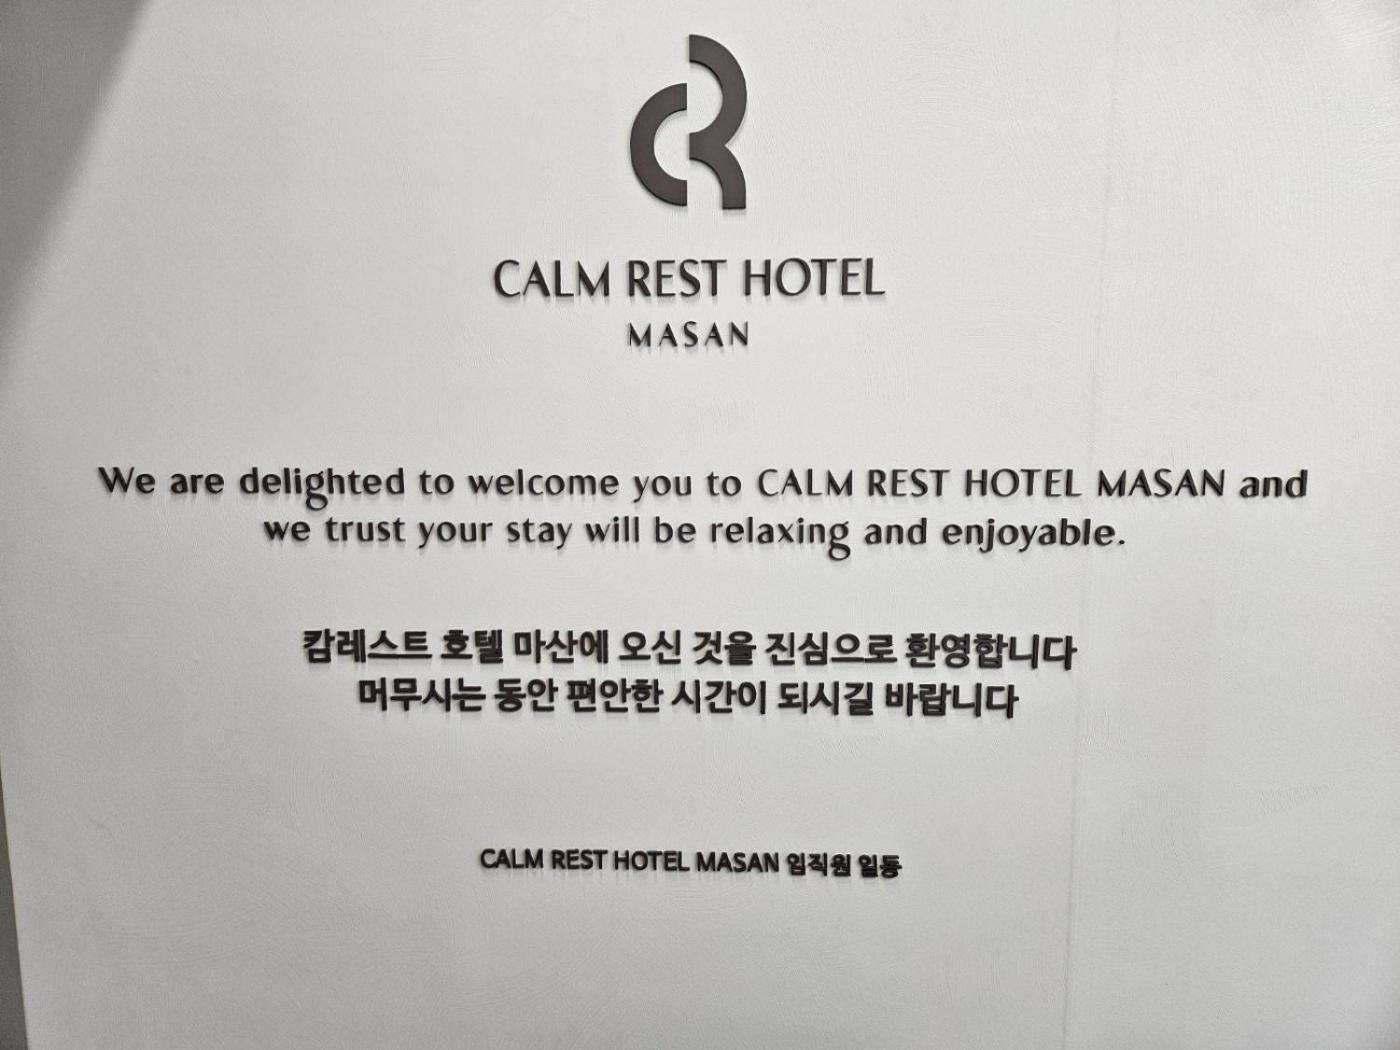 CR
CALM REST HOTEL
MASAN
We are delighted to welcome you to CALM REST HOTEL MASAN and
we trust your stay will be relaxing and enjoyable.
캄레스트 호텔 마산에 오신 것을 진심으로 환영합니다
머무시는 동안 편안한 시간이 되시길 바랍니다
CALM REST HOTEL MASAN 임직원 일동